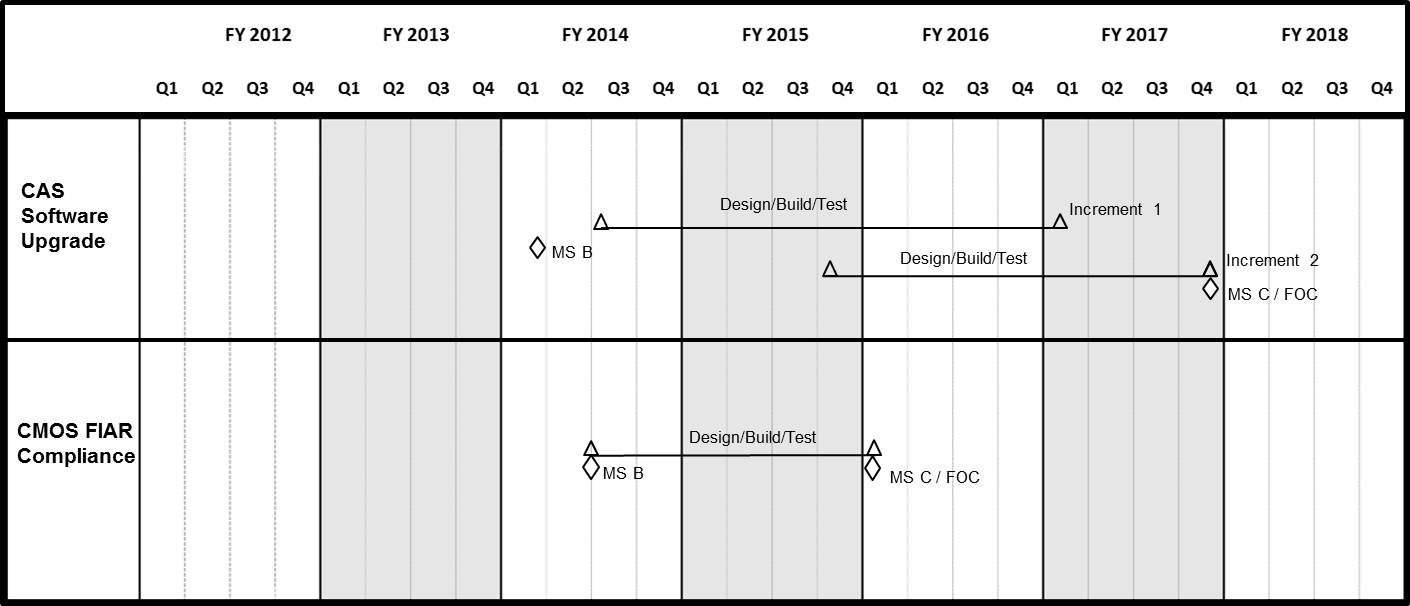 FY 2012 FY 2013 FY 2014 FY 2015 FY 2016 FY 2017 FY 2018
Q1 Q2 Q3 Q4 Q1 Q2 Q3 Q4 Q1 Q2 Q3 Q4 Q1 Q2 Q3 Q4 Q1 Q2 Q3 Q4 Q1 Q2 Q3 Q4 Q1 Q2 Q3 Q4
CAS
Software
Upgrade
Design/Build/Test
Increment 1
MS B
Design/Build/Test
Increment 2
MS C / FOC
CMOS FIAR
Compliance
Design/Build/Test
MS B
MS C / FOC